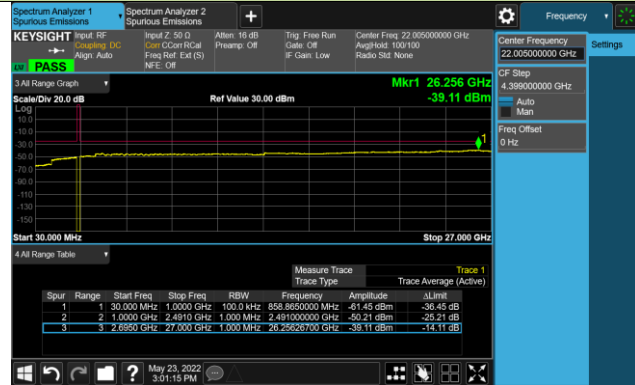 Spectrum Analyzer 1
Spurious Emissions
Spectrum Analyzer 2
Spurious Emissions
Frequency
KEYSIGHT
Input: RF
Coupling: DC
Align: Auto
Input Z: 50 Ω
Corr CCorr RCal
Freq Ref: Ext (S)
NFE: Off
Atten: 16 dB
Preamp: Off
Trig: Free Run
Gate: Off
IF Gain: Low
Center Freq: 22.005000000 GHz
Avg|Hold: 100/100
Radio Std: None
PASS
Center Frequency
22.005000000 GHz
Settings
CF Step
4.399000000 GHz
Auto
Man
Freq Offset
0 Hz
3 All Range Graph
Mkr1 26.256 GHz
Scale/Div 20.0 dB
Ref Value 30.00 dBm
-39.11 dBm
Log
10.0
-10.0
-30.0
-50.0
-70.0
-90.0
-110
-130
-150
1
Start 30.000 MHz
Stop 27.000 GHz
4 All Range Table
Measure Trace
Trace 1
Trace Type
Trace Average (Active)
Spur Range Start Freq Stop Freq RBW Frequency Amplitude ΔLimit
1 1 30.000 MHz 1.0000 GHz 100.0 kHz 858.8650000 MHz -61.45 dBm -36.45 dB
2 2 1.0000 GHz 2.4910 GHz 1.000 MHz 2.491000000 GHz -50.21 dBm -25.21 dB
3 3 2.6950 GHz 27.000 GHz 1.000 MHz 26.25626700 GHz -39.11 dBm -14.11 dB
May 23, 2022
3:01:15 PM